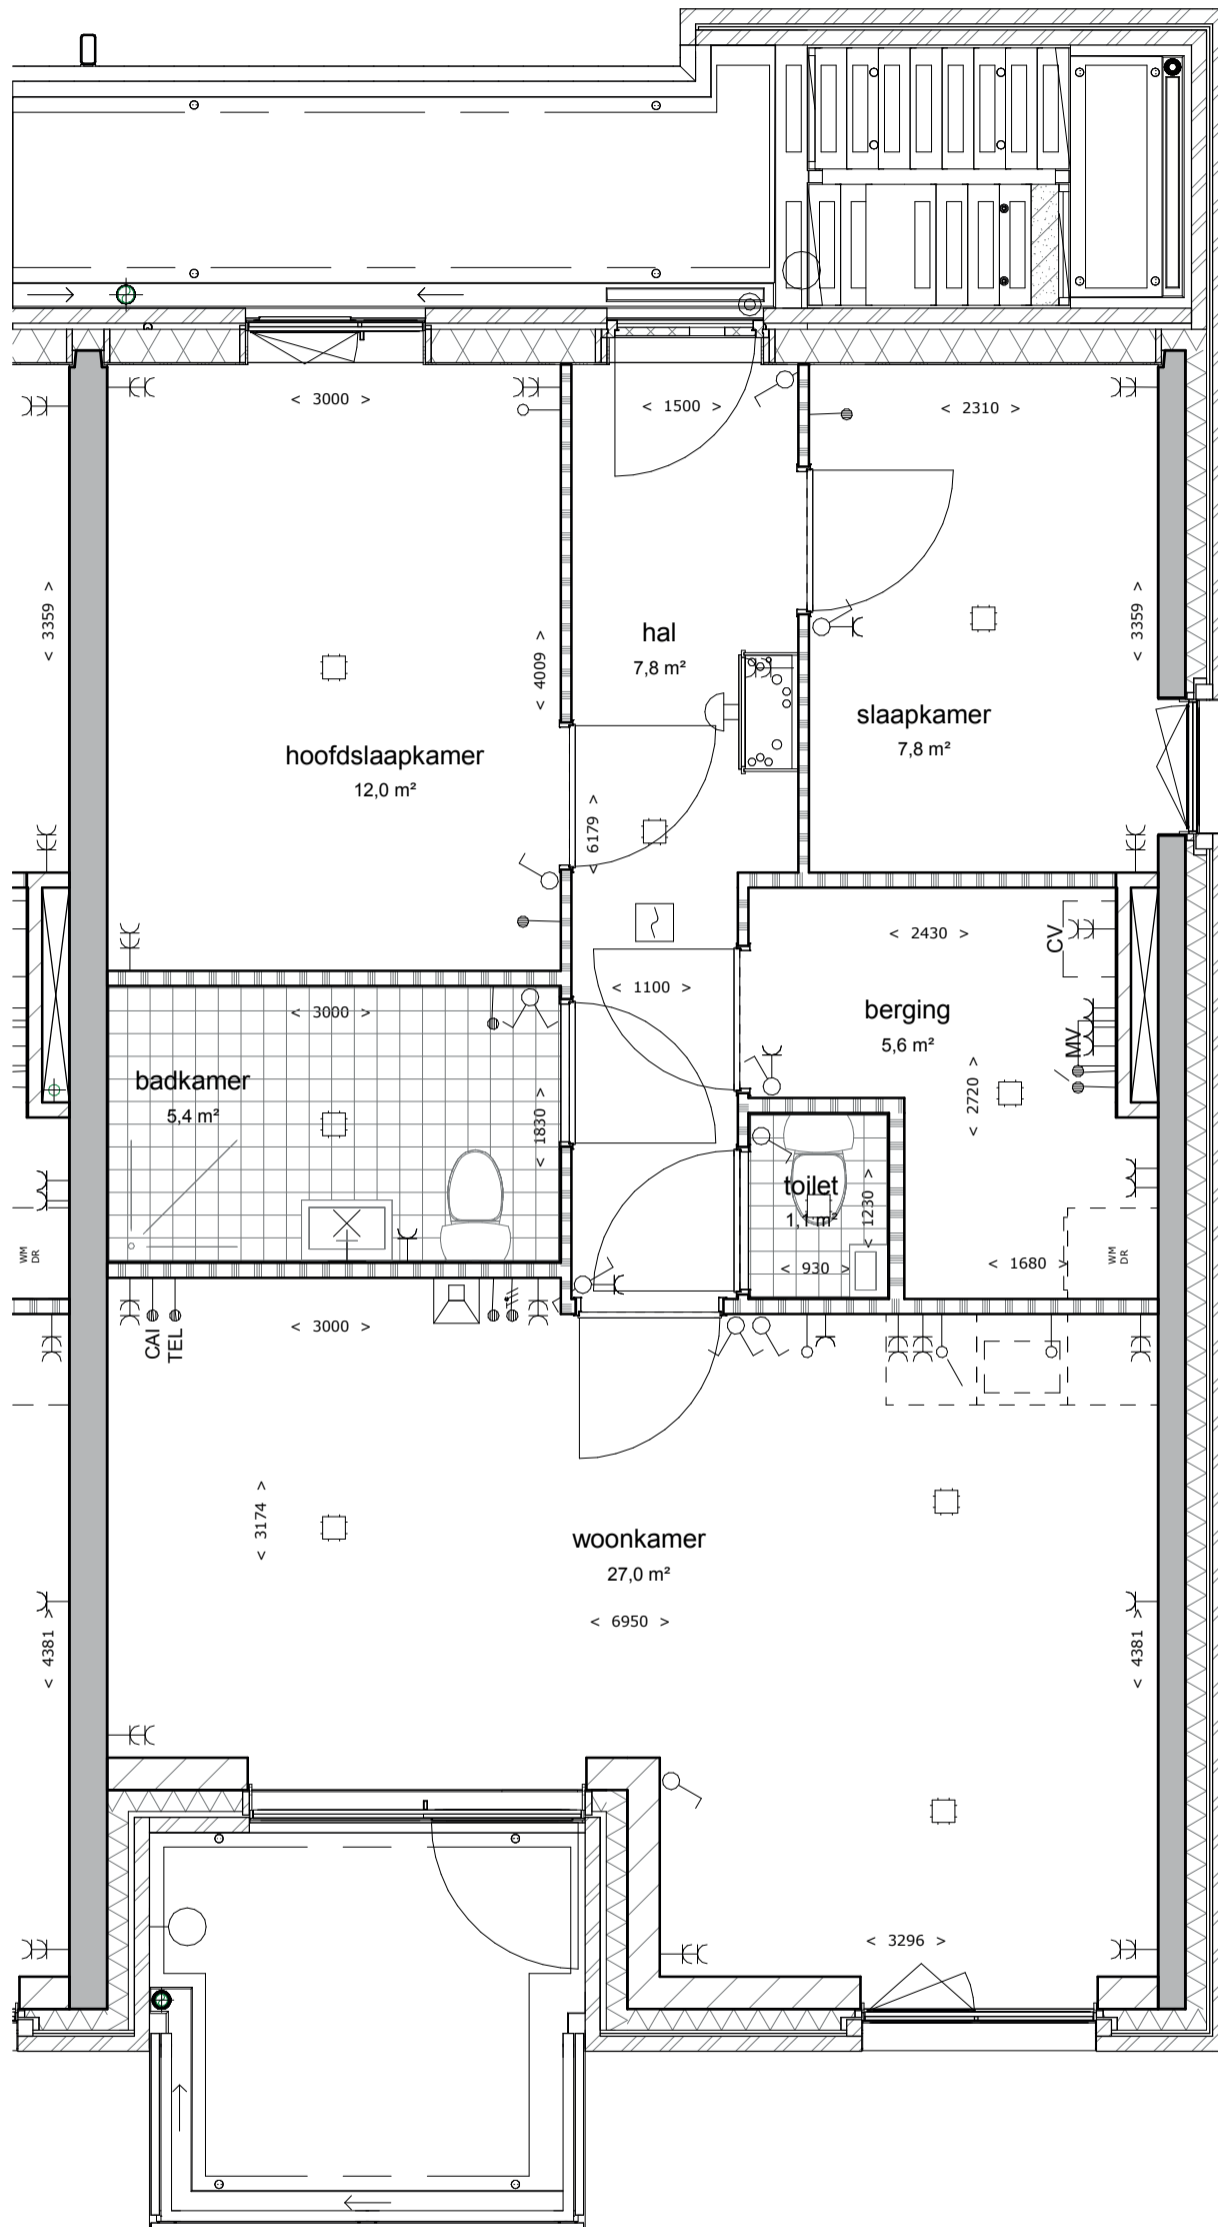 < 3000 >
< 1500 >
< 2310 >
< 3359 >
< 4009 >
hal
7,8 m²
< 3359 >
slaapkamer
7,8 m²
hoofdslaapkamer
12,0 m²
< 6179 >
< 2430 >
CV
< 1100 >
< 3000 >
berging
5,6 m²
MV
badkamer
5,4 m²
< 1830 >
< 2720 >
toilet
1,1 m²
< 1230 >
< 930 >
< 1680 >
WM
DR
WM
DR
CAI
TEL
< 3000 >
< 3174 >
woonkamer
27,0 m²
< 6950 >
< 4381 >
< 4381 >
< 3296 >